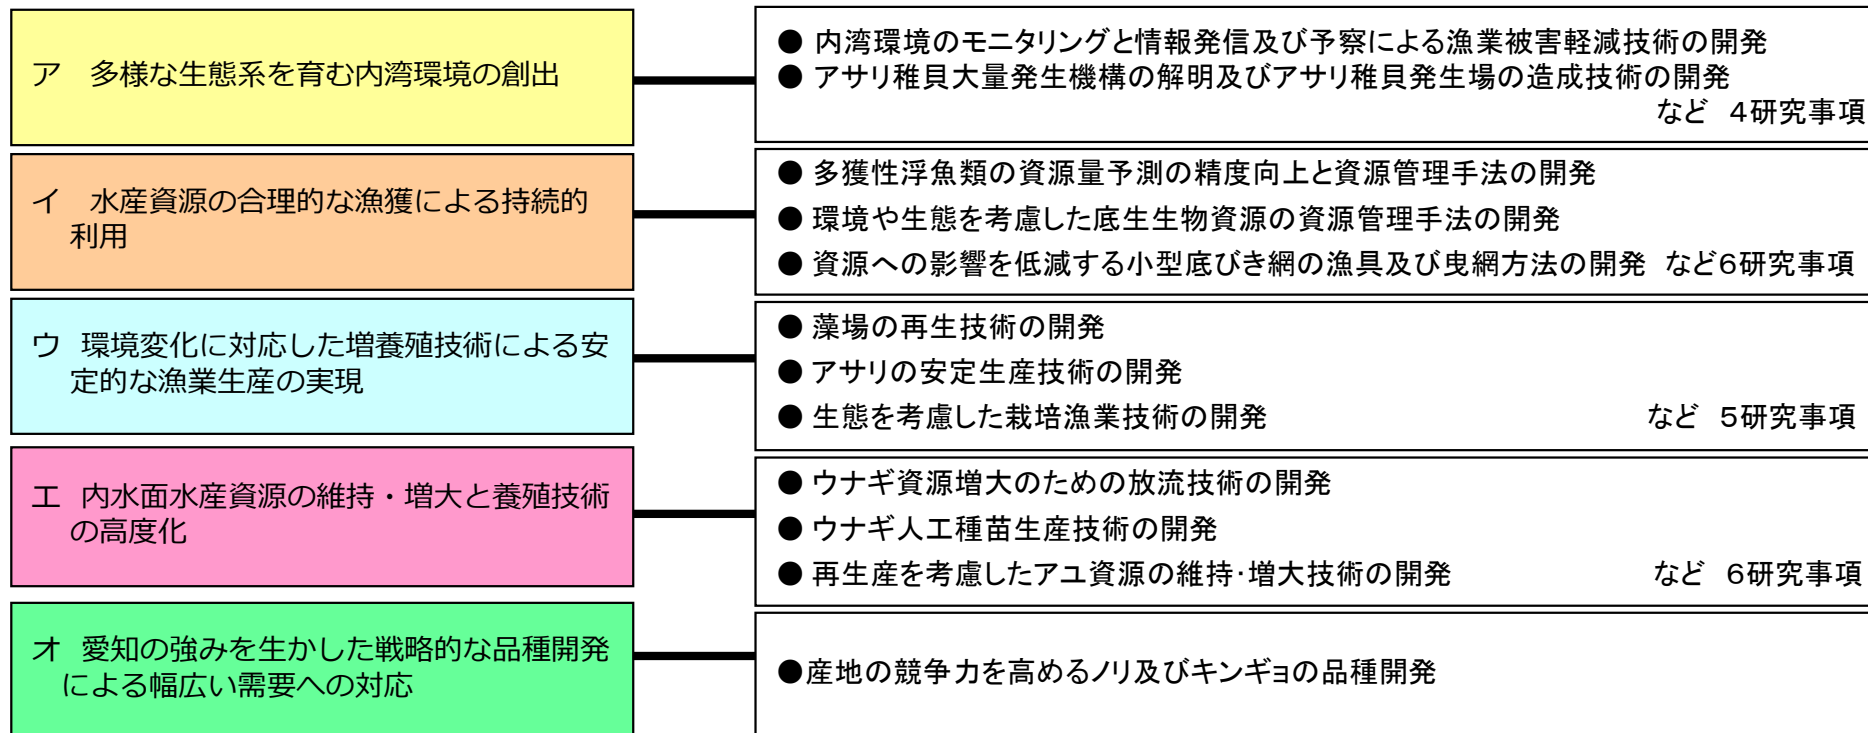 ア 多様な生態系を育む内湾環境の創出
● 内湾環境のモニタリングと情報発信及び予察による漁業被害軽減技術の開発
● アサリ稚貝大量発生機構の解明及びアサリ稚貝発生場の造成技術の開発
など 4研究事項
イ 水産資源の合理的な漁獲による持続的
利用
● 多獲性浮魚類の資源量予測の精度向上と資源管理手法の開発
● 環境や生態を考慮した底生生物資源の資源管理手法の開発
● 資源への影響を低減する小型底びき網の漁具及び曳網方法の開発 など6研究事項
ウ 環境変化に対応した増養殖技術による安
定的な漁業生産の実現
● 藻場の再生技術の開発
● アサリの安定生産技術の開発
● 生態を考慮した栽培漁業技術の開発 など 5研究事項
エ 内水面水産資源の維持・増大と養殖技術
の高度化
● ウナギ資源増大のための放流技術の開発
● ウナギ人工種苗生産技術の開発
● 再生産を考慮したアユ資源の維持・増大技術の開発 など 6研究事項
オ 愛知の強みを生かした戦略的な品種開発
による幅広い需要への対応
●産地の競争力を高めるノリ及びキンギョの品種開発